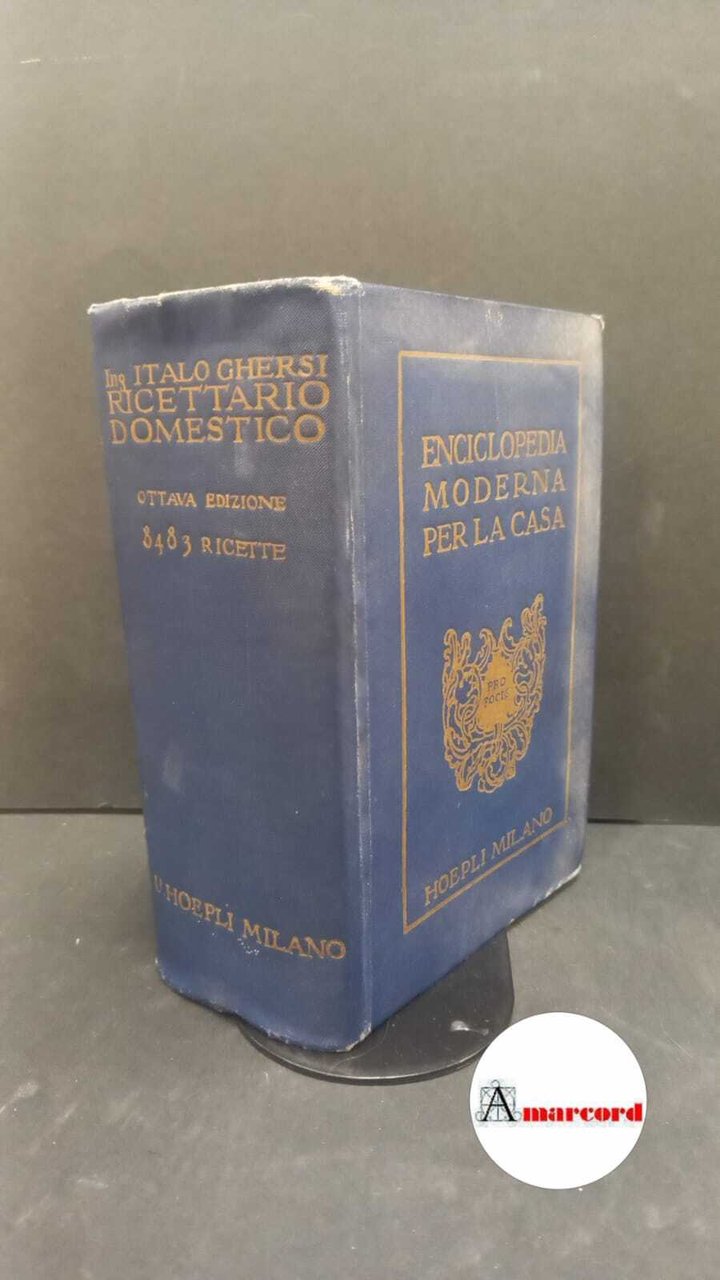 Ing ITALO GHERSI
RICETTARIO
DOMESTICO
OTTAVA EDIZIONE
8483 RICETTE
U HOEPLI MILANO
ENCICLOPEDIA
MODERNA
PER LA CASA
PRO
HOEPLI MILANO
Amarcord